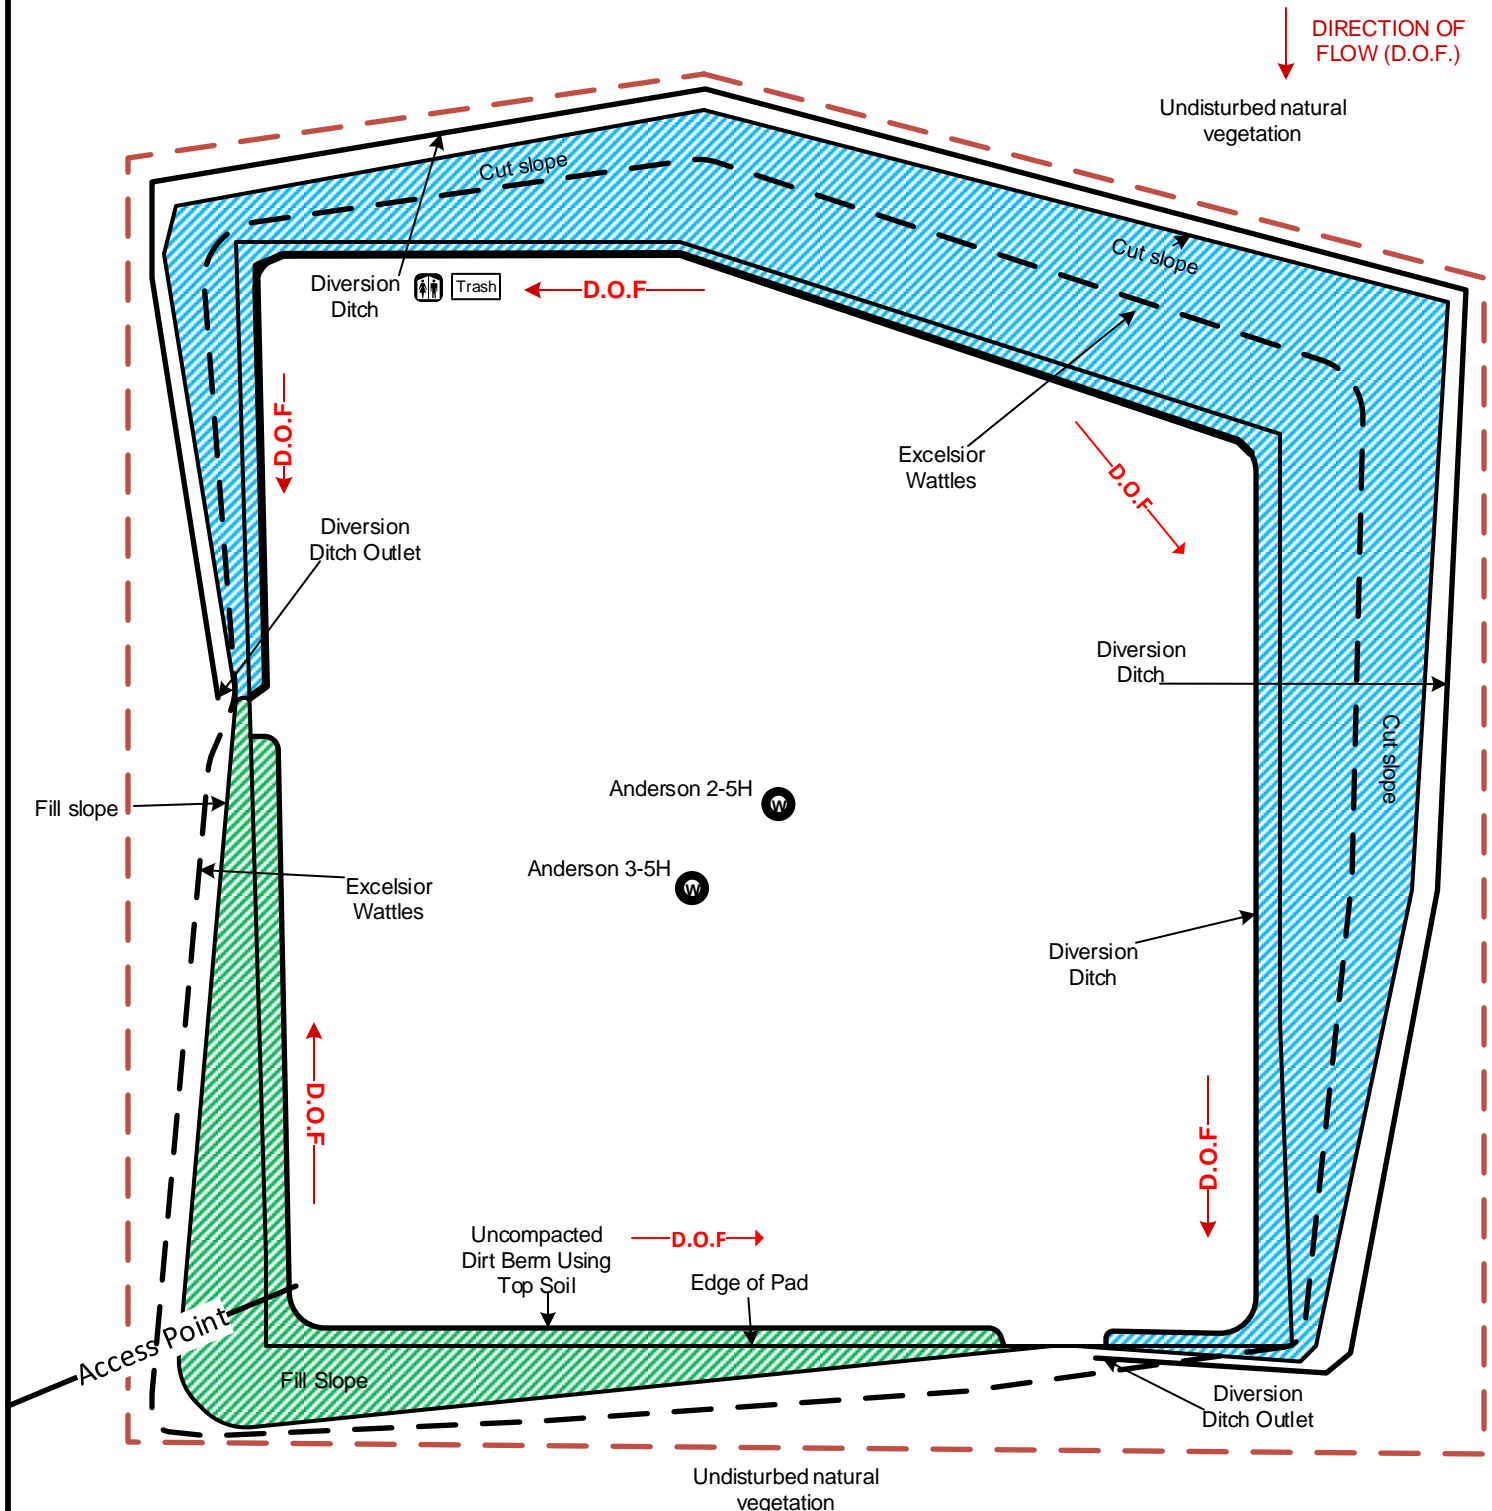 DIRECTION OF
FLOW (D.O.F.)
Undisturbed natural
vegetation
Cut slope
Cut slope
Diversion
Ditch
Trash
D.O.F
D.O.F
Excelsior
Wattles
D.O.F
Diversion
Ditch Outlet
Diversion
Ditch
Cut slope
Anderson 2-5H
W
Fill slope
Anderson 3-5H
W
Excelsior
Wattles
Diversion
Ditch
D.O.F
D.O.F
Uncompacted
Dirt Berm Using
Top Soil
D.O.F
Edge of Pad
Access Point
Fill Slope
Diversion
Ditch Outlet
Undisturbed natural
vegetation